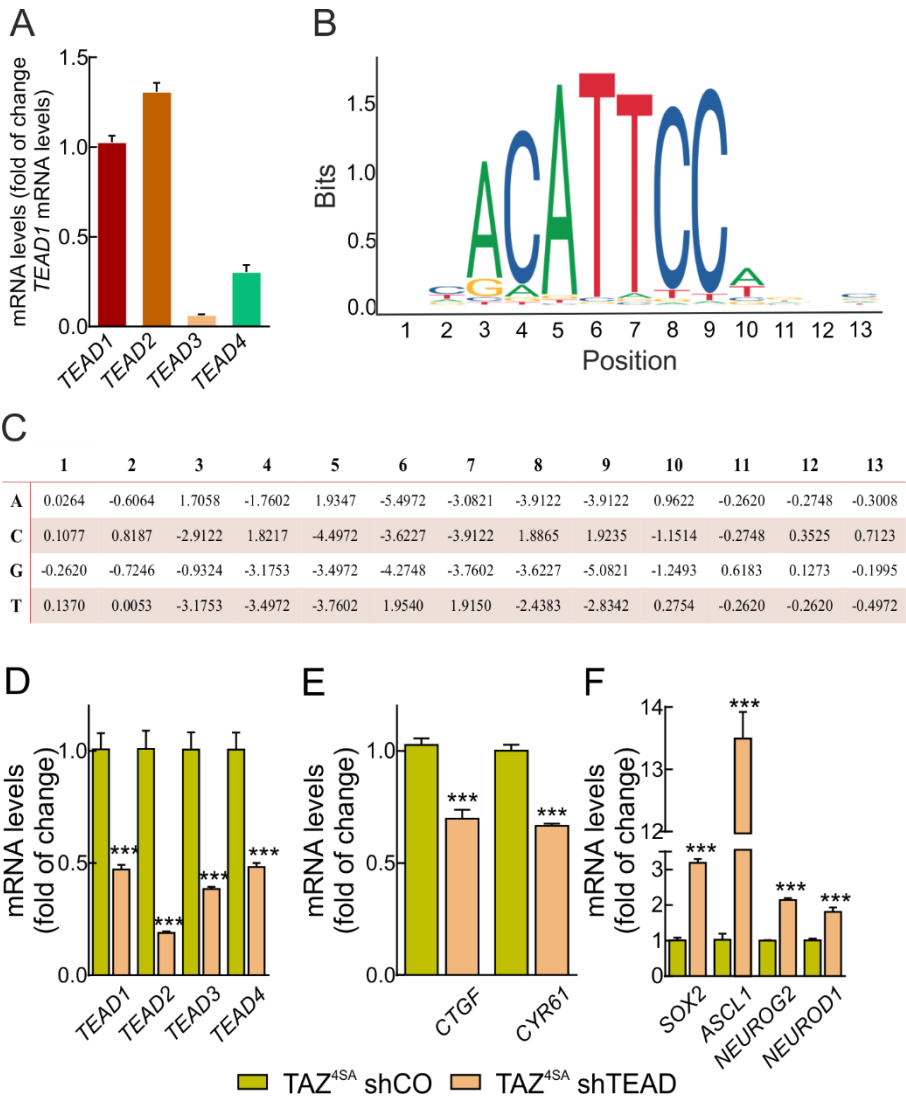 A
mRNA levels (fold of change
TEAD1 mRNA levels)
1.5
1.0
0.5
0.0
TEAD1
TEAD2
TEAD3
TEAD4
B
Bits
1.5
1.0
0.5
0.0
ACATTCC
1 2 3 4 5 6 7 8 9 10 11 12 13
Position
C
1 2 3 4 5 6 7 8 9 10 11 12 13
A 0.0264 -0.6064 1.7058 -1.7602 1.9347 -5.4972 -3.0821 -3.9122 -3.9122 0.9622 -0.2620 -0.2748 -0.3008
C 0.1077 0.8187 -2.9122 1.8217 -4.4972 -3.6227 -3.9122 1.8865 1.9235 -1.1514 -0.2748 0.3525 0.7123
G -0.2620 -0.7246 -0.9324 -3.1753 -3.4972 -4.2748 -3.7602 -3.6227 -5.0821 -1.2493 0.6183 0.1273 -0.1995
T 0.1370 0.0053 -3.1753 -3.4972 -3.7602 1.9540 1.9150 -2.4383 -2.8342 0.2754 -0.2620 -0.2620 -0.4972
D
mRNA levels
(fold of change)
1.0
0.5
0.0
***
***
***
***
TEAD1
TEAD2
TEAD3
TEAD4
E
mRNA levels
(fold of change)
1.0
0.5
0.0
***
***
CTGF
CYR61
F
mRNA levels
(fold of change)
14
13
12
3
2
1
0
***
***
***
***
SOX2
ASCL1
NEUROG2
NEUROD1
TAZ4SA shCO
TAZ4SA shTEAD